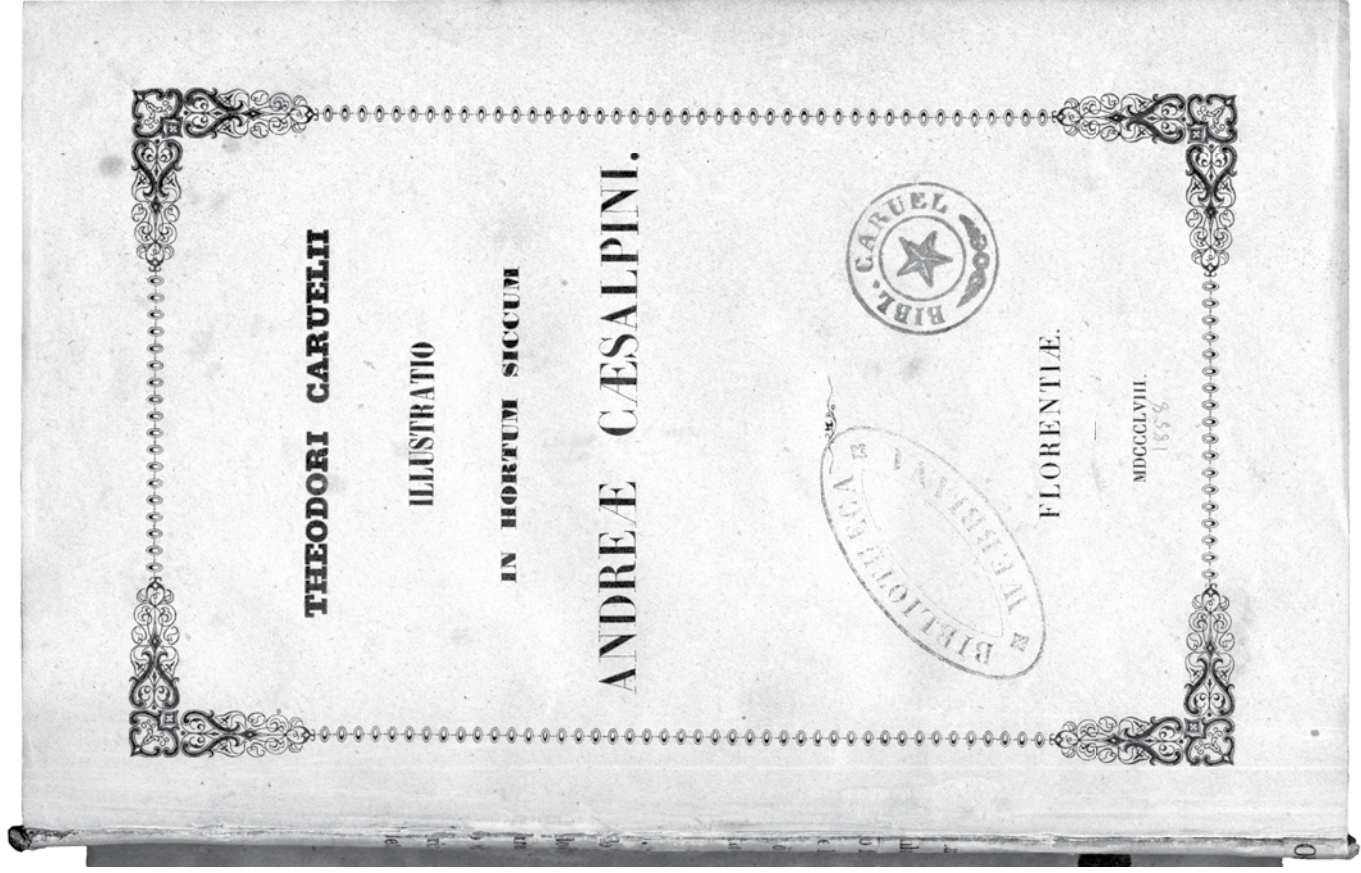 THEODORI CARUELII
ILLUSTRATIO
IN HORTUM SICCUM
ANDREÆ CÆSALPINI.
BIBL. CARUEL
BIBLIOTHECA WEBBIANA
FLORENTIÆ.
MDCCCLVIII.
1858